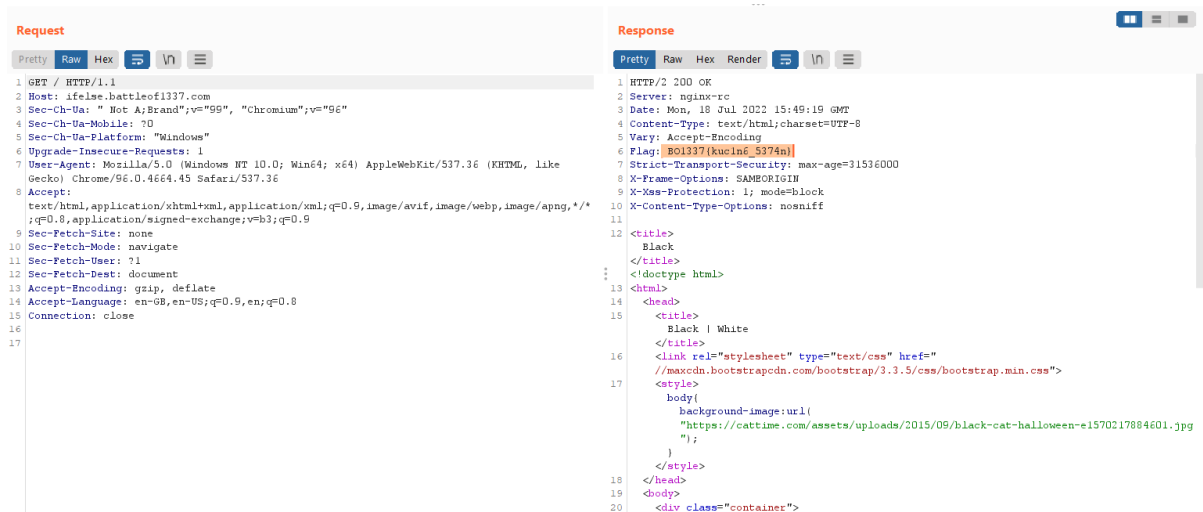 Request
Pretty Raw Hex \n
1 GET / HTTP/1.1
2 Host: ifelse.battleof1337.com
3 Sec-Ch-Ua: " Not A;Brand";v="99", "Chromium";v="96"
4 Sec-Ch-Ua-Mobile: ?0
5 Sec-Ch-Ua-Platform: "Windows"
6 Upgrade-Insecure-Requests: 1
7 User-Agent: Mozilla/5.0 (Windows NT 10.0; Win64; x64) AppleWebKit/537.36 (KHTML, like
Gecko) Chrome/96.0.4664.45 Safari/537.36
8 Accept:
text/html,application/xhtml+xml,application/xml;q=0.9,image/avif,image/webp,image/apng,*/*
;q=0.8,application/signed-exchange;v=b3;q=0.9
9 Sec-Fetch-Site: none
10 Sec-Fetch-Mode: navigate
11 Sec-Fetch-User: ?1
12 Sec-Fetch-Dest: document
13 Accept-Encoding: gzip, deflate
14 Accept-Language: en-GB,en-US;q=0.9,en;q=0.8
15 Connection: close
16
17
Response
Pretty Raw Hex Render \n
1 HTTP/2 200 OK
2 Server: nginx-rc
3 Date: Mon, 18 Jul 2022 15:49:19 GMT
4 Content-Type: text/html;charset=UTF-8
5 Vary: Accept-Encoding
6 Flag: BO1337{kuc1n6_5374n}
7 Strict-Transport-Security: max-age=31536000
8 X-Frame-Options: SAMEORIGIN
9 X-Xss-Protection: 1; mode=block
10 X-Content-Type-Options: nosniff
11
12 <title>
Black
</title>
<!doctype html>
13 <html>
14 <head>
15 <title>
Black | White
</title>
16 <link rel="stylesheet" type="text/css" href="
//maxcdn.bootstrapcdn.com/bootstrap/3.3.5/css/bootstrap.min.css">
17 <style>
body{
background-image:url(
"https://cattime.com/assets/uploads/2015/09/black-cat-halloween-e1570217884601.jpg
");
}
</style>
18 </head>
19 <body>
20 <div class="container">